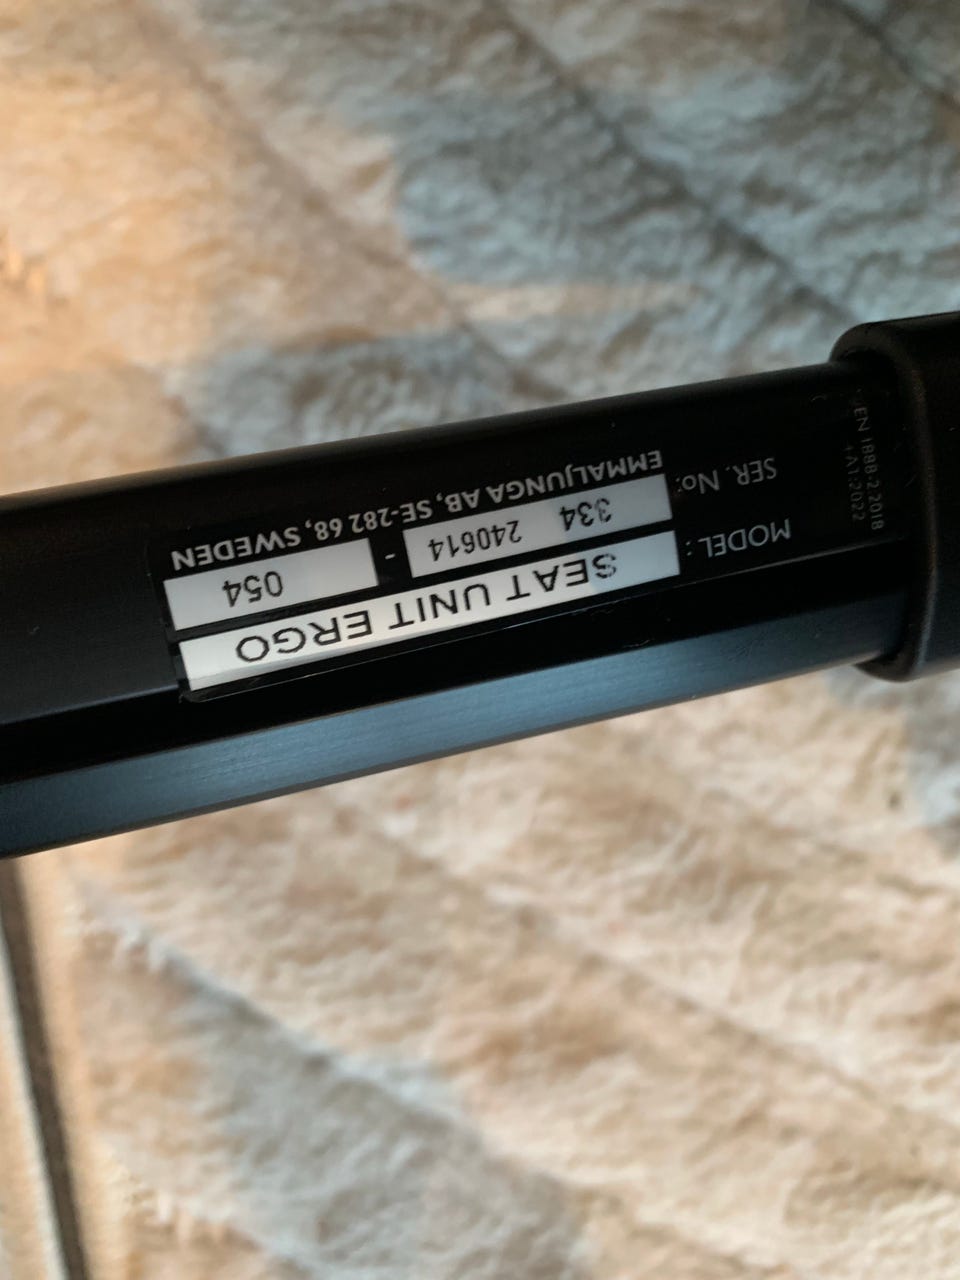 MODEL: SEAT UNIT ERGO
SER. No: 334 240614 - 054
EMMALJUNGA AB, SE-282 68, SWEDEN
EN 1888-2:2018
+A1:2022